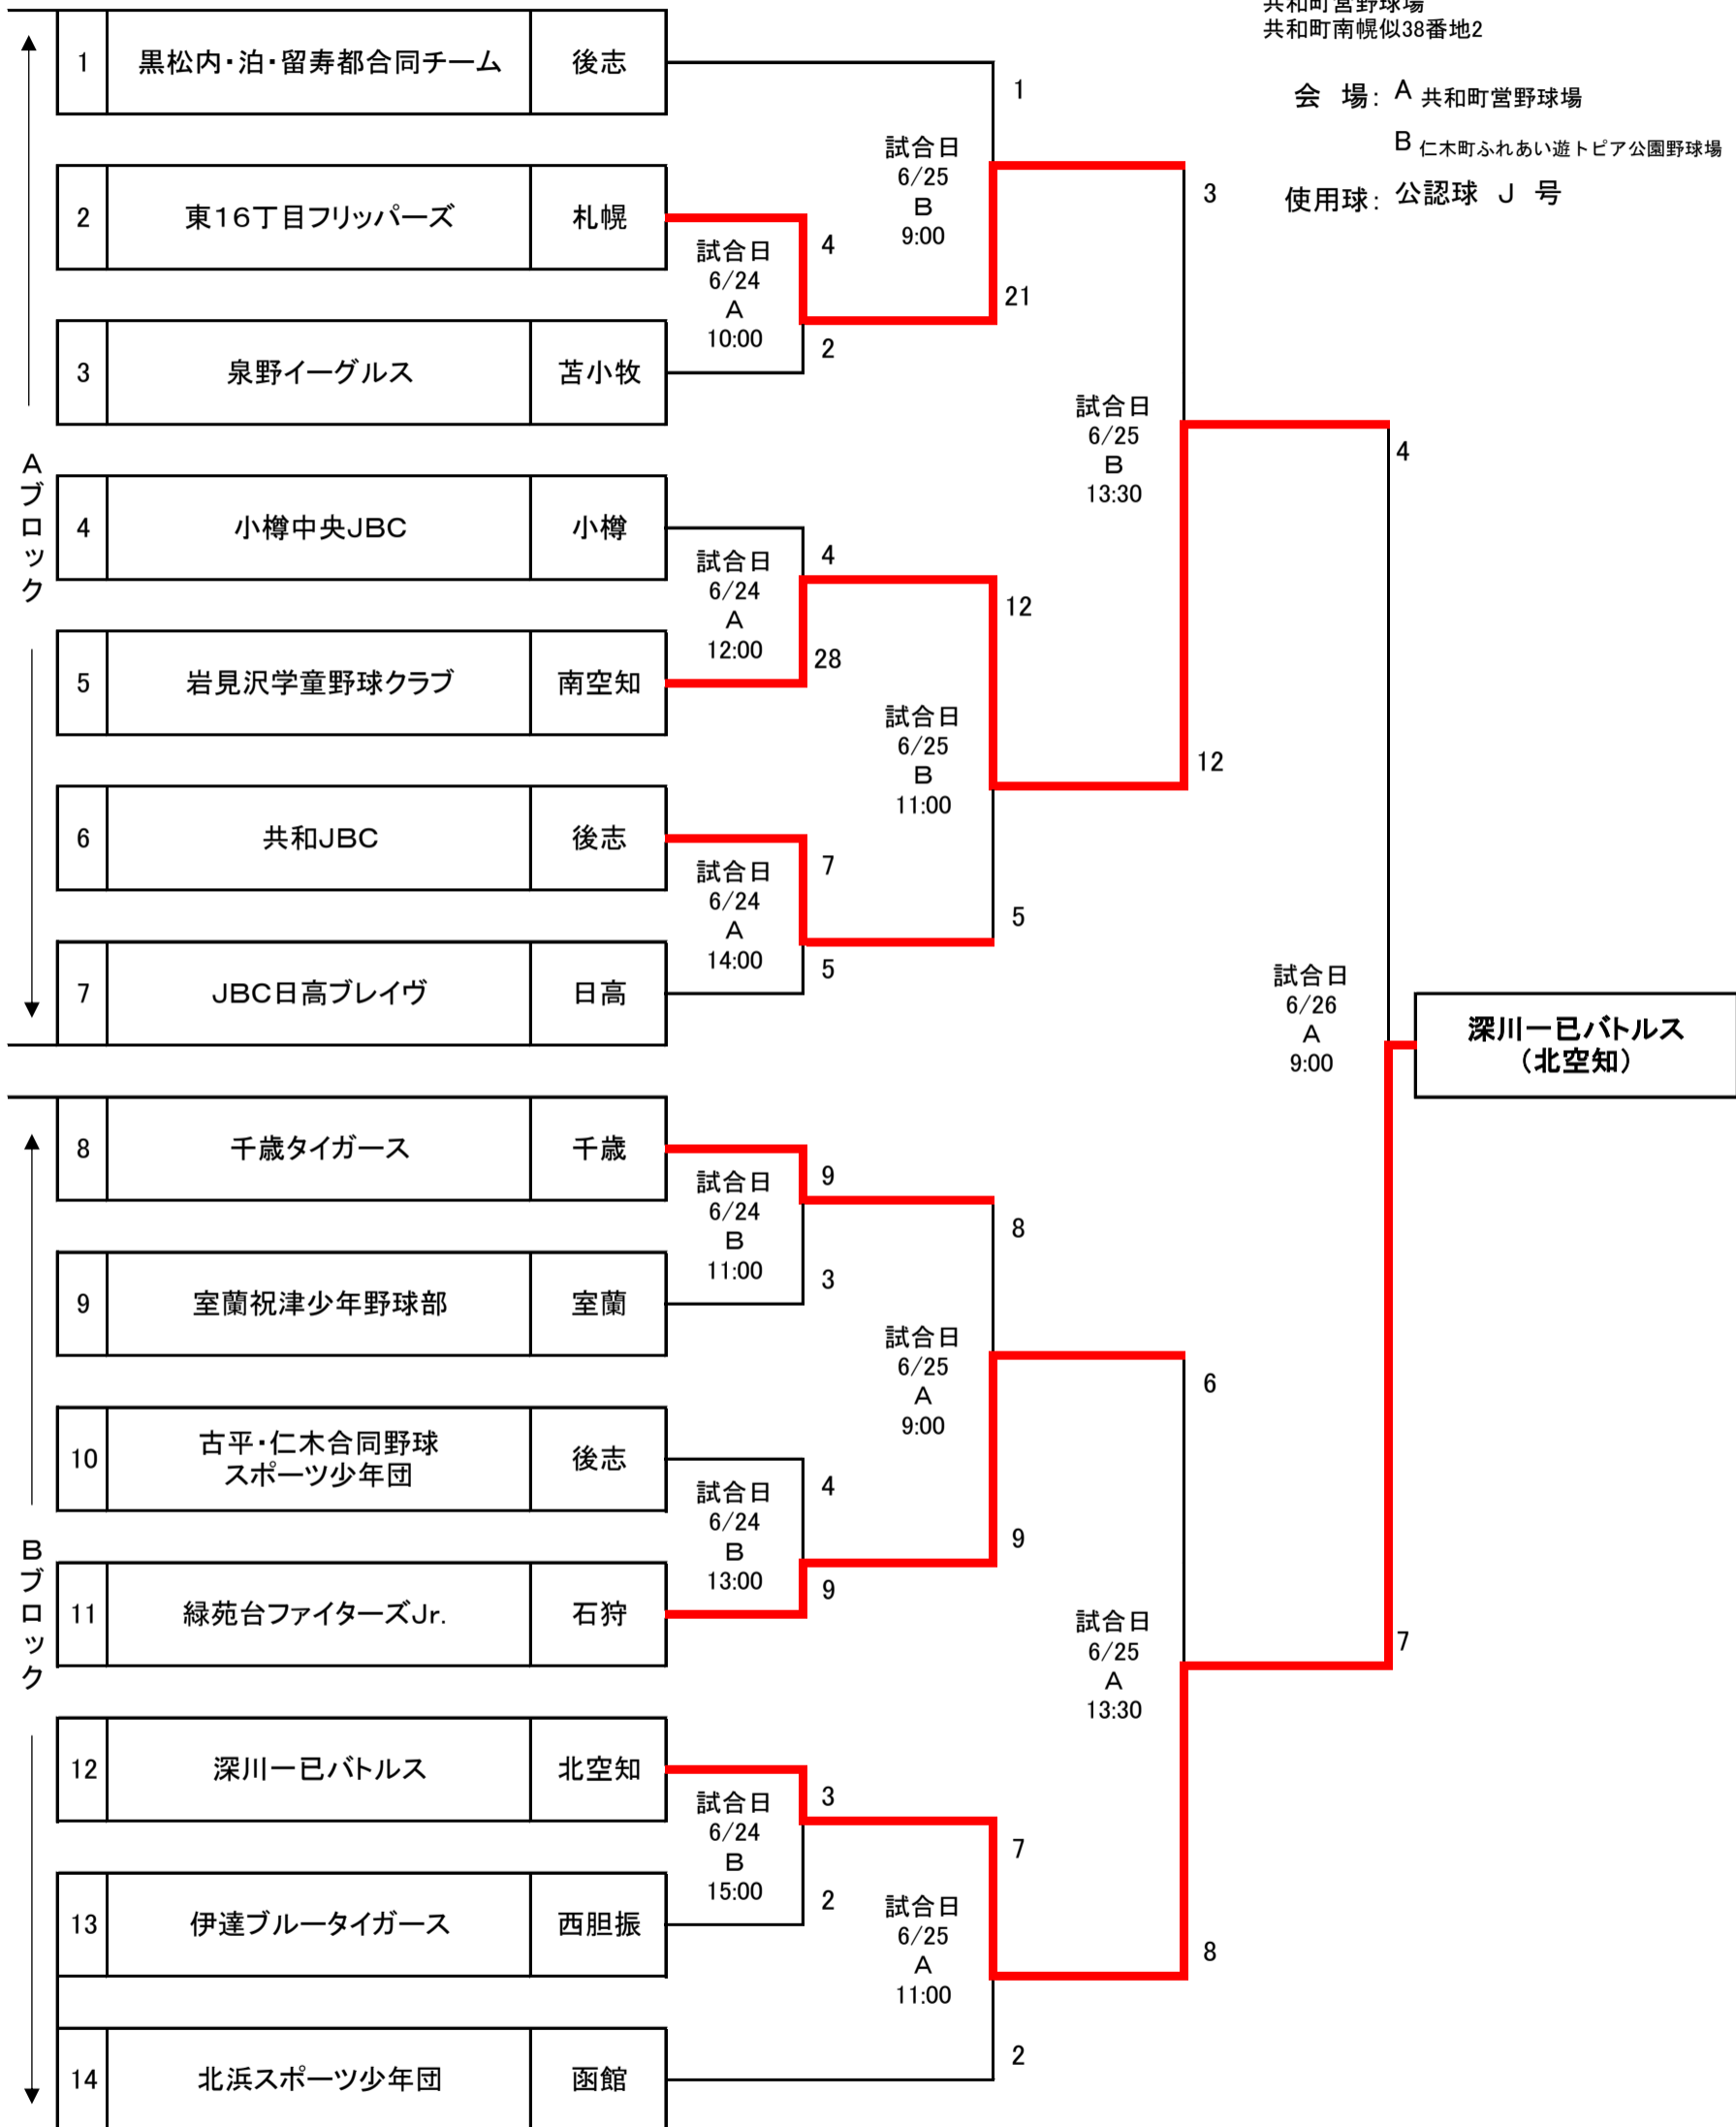 共和町営野球場
共和町南幌似38番地2
会 場: A 共和町営野球場
B 仁木町ふれあい遊トピア公園野球場
使用球: 公認球 J 号
Aブロック
1 黒松内・泊・留寿都合同チーム 後志
2 東16丁目フリッパーズ 札幌
3 泉野イーグルス 苫小牧
4 小樽中央JBC 小樽
5 岩見沢学童野球クラブ 南空知
6 共和JBC 後志
7 JBC日高ブレイヴ 日高
Bブロック
8 千歳タイガース 千歳
9 室蘭祝津少年野球部 室蘭
10 古平・仁木合同野球
スポーツ少年団 後志
11 緑苑台ファイターズJr. 石狩
12 深川一已バトルス 北空知
13 伊達ブルータイガース 西胆振
14 北浜スポーツ少年団 函館
試合日
6/24
A
10:00
4
2
試合日
6/24
A
12:00
4
28
試合日
6/24
A
14:00
7
5
試合日
6/24
B
11:00
9
3
試合日
6/24
B
13:00
4
9
試合日
6/24
B
15:00
3
2
試合日
6/25
B
9:00
1
21
試合日
6/25
B
11:00
12
5
試合日
6/25
A
9:00
8
9
試合日
6/25
A
11:00
7
2
試合日
6/25
B
13:30
3
12
試合日
6/25
A
13:30
6
8
試合日
6/26
A
9:00
4
7
深川一已バトルス
(北空知)